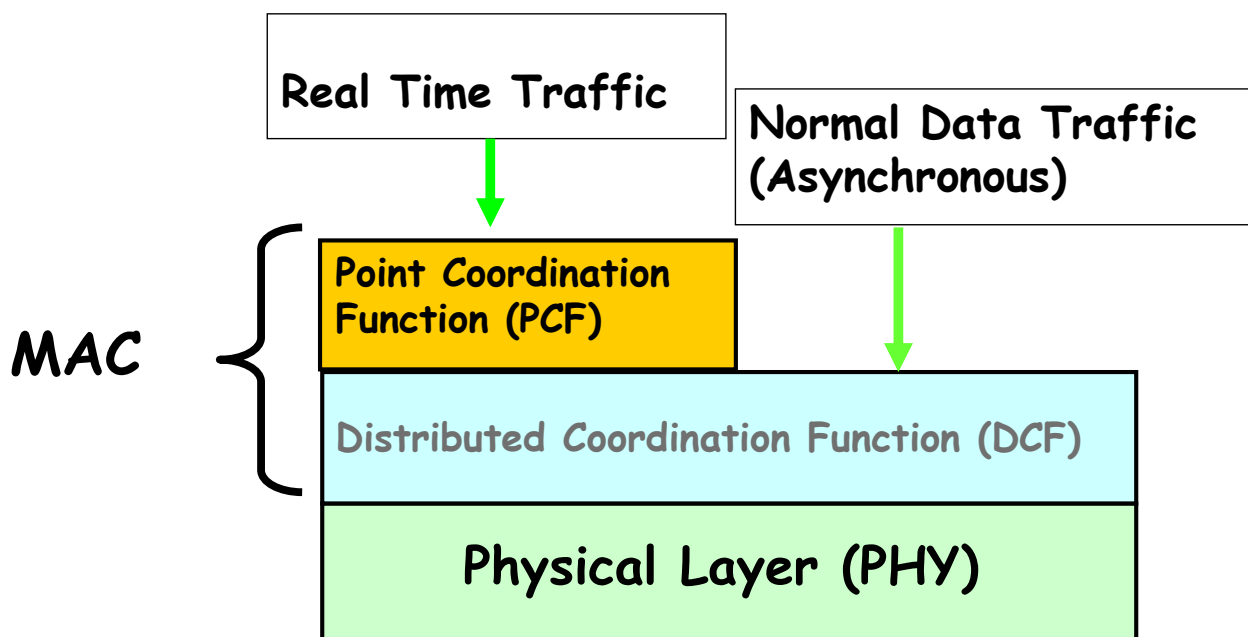 Real Time Traffic
Normal Data Traffic
(Asynchronous)
Point Coordination
Function (PCF)
MAC
Distributed Coordination Function (DCF)
Physical Layer (PHY)